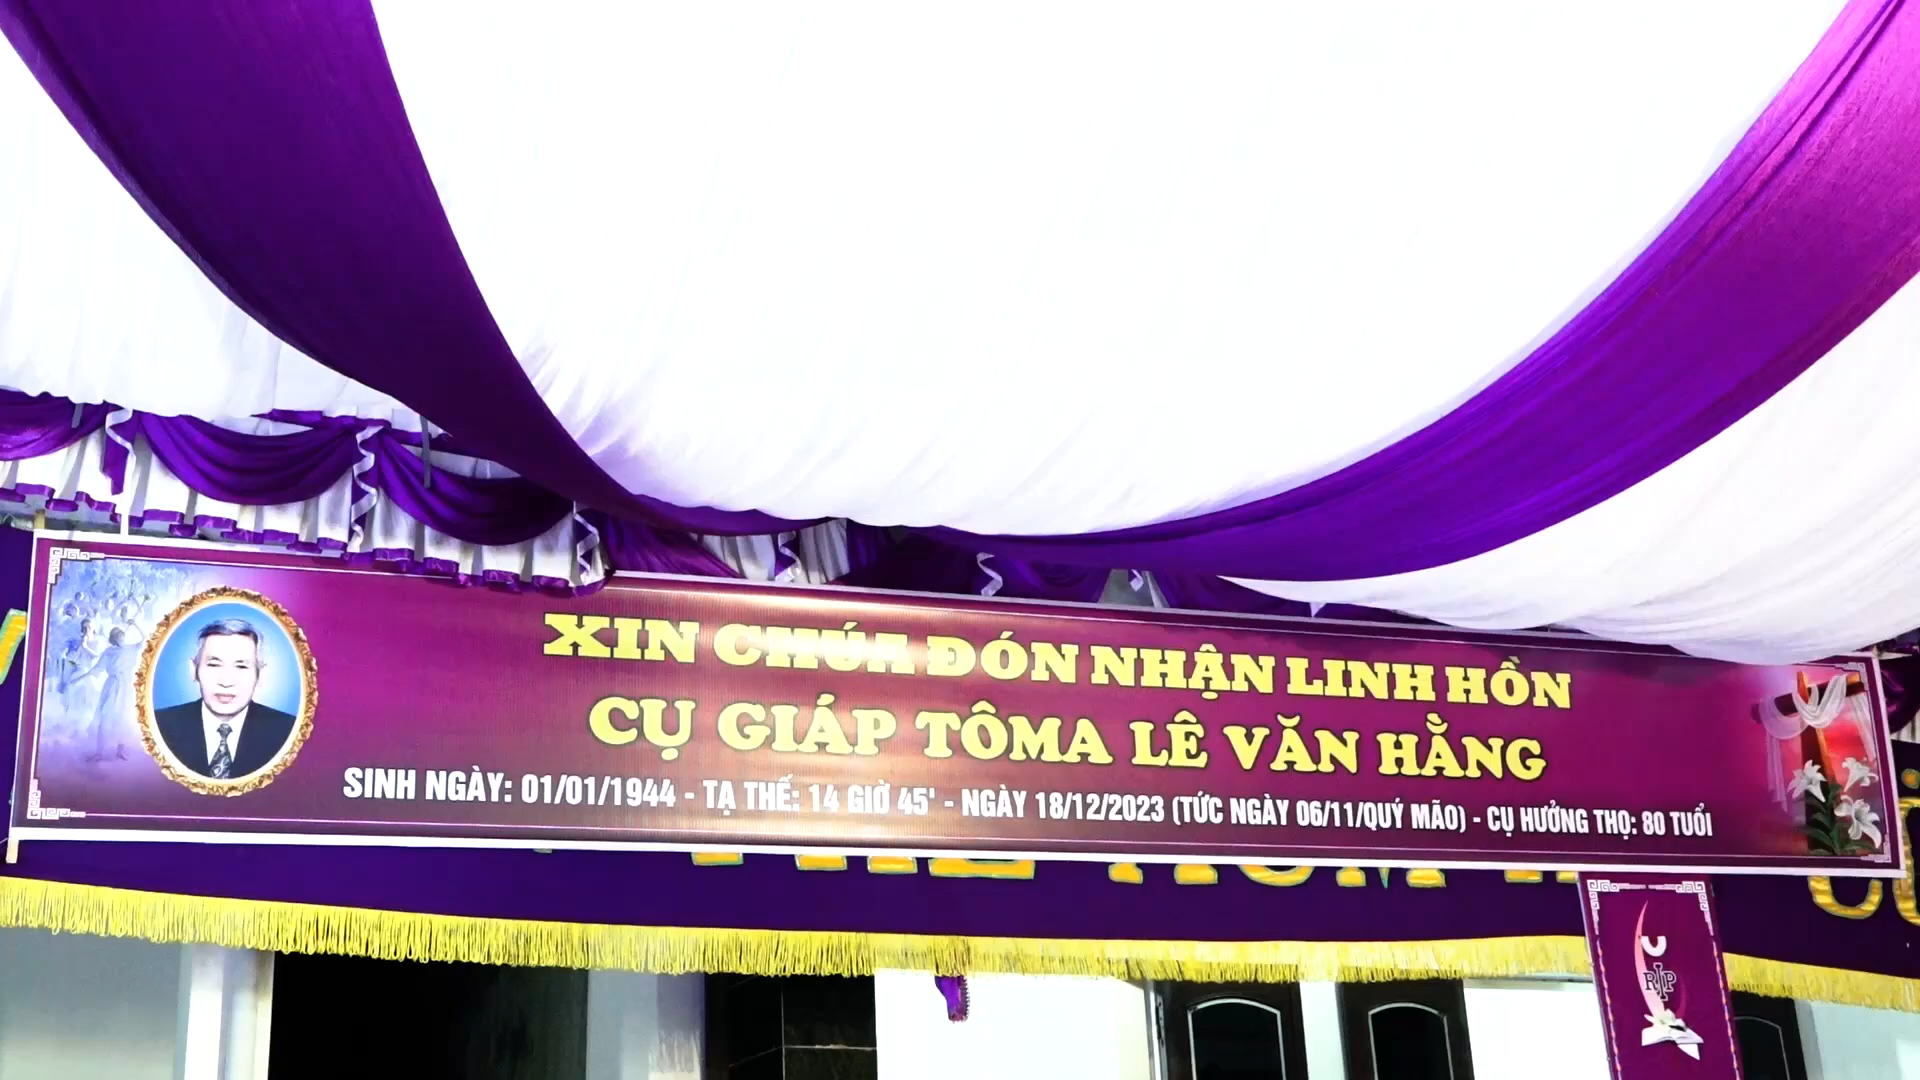 XIN CHÚA ĐÓN NHẬN LINH HỒN
CỤ GIÁP TÔMA LÊ VĂN HẰNG
SINH NGÀY: 01/01/1944 - TẠ THẾ: 14 GIỜ 45' - NGÀY 18/12/2023 (TỨC NGÀY 06/11/QUÝ MÃO) - CỤ HƯỞNG THỌ: 80 TUỔI
RIP